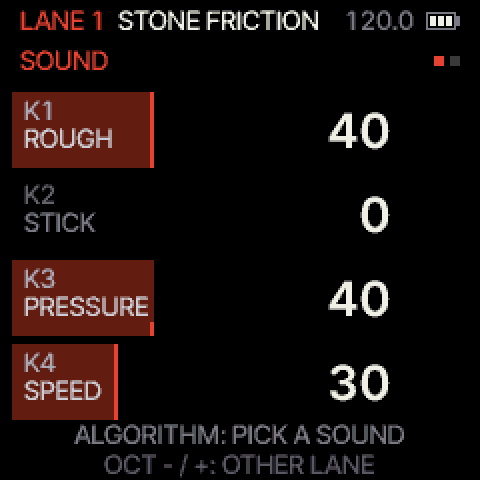 LANE 1 STONE FRICTION 120.0
SOUND
K1
ROUGH 40
K2
STICK 0
K3
PRESSURE 40
K4
SPEED 30
ALGORITHM: PICK A SOUND
OCT - / +: OTHER LANE